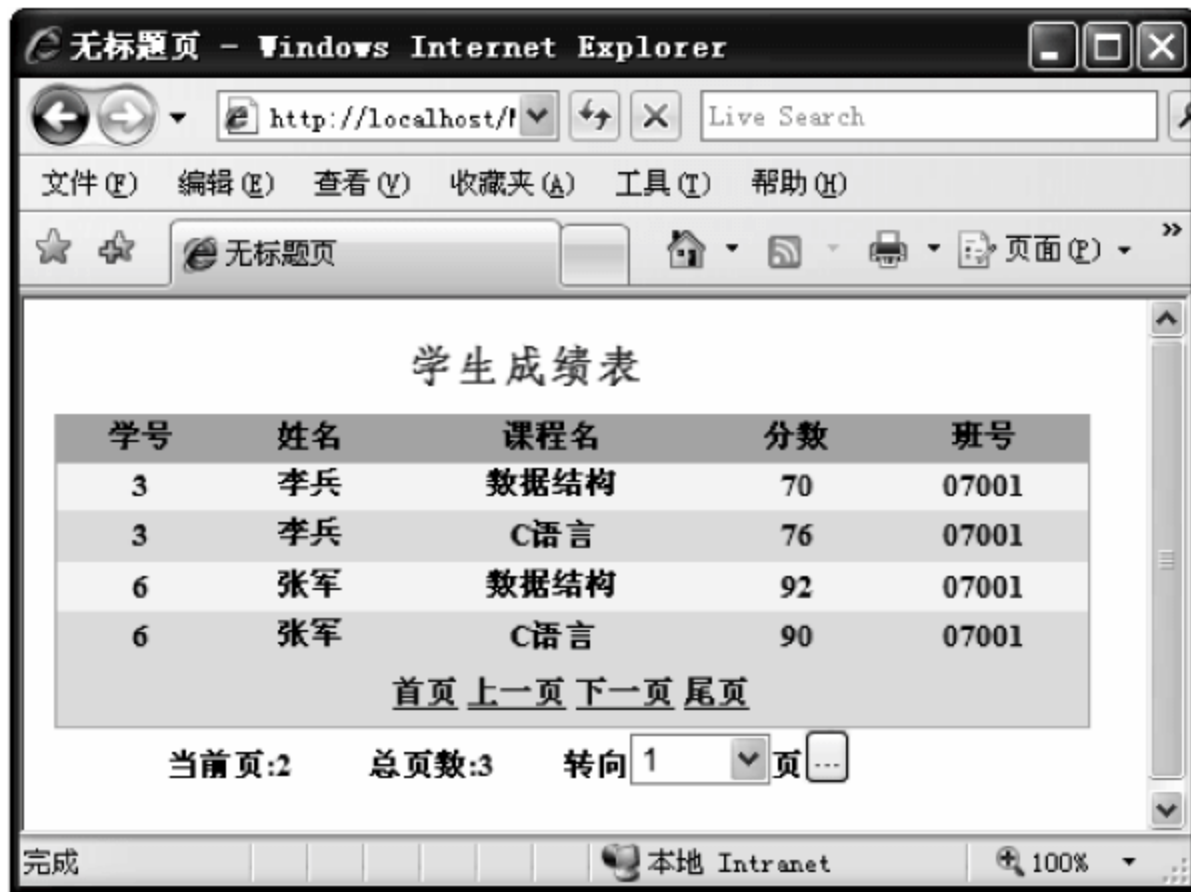 无标题页 - Windows Internet Explorer
http://localhost/
Live Search
文件(F) 编辑(E) 查看(V) 收藏夹(A) 工具(T) 帮助(H)
无标题页 页面(P) »
学生成绩表
学号 姓名 课程名 分数 班号
3 李兵 数据结构 70 07001
3 李兵 C语言 76 07001
6 张军 数据结构 92 07001
6 张军 C语言 90 07001
首页 上一页 下一页 尾页
当前页:2 总页数:3 转向 1 页 ...
完成 本地 Intranet 100%